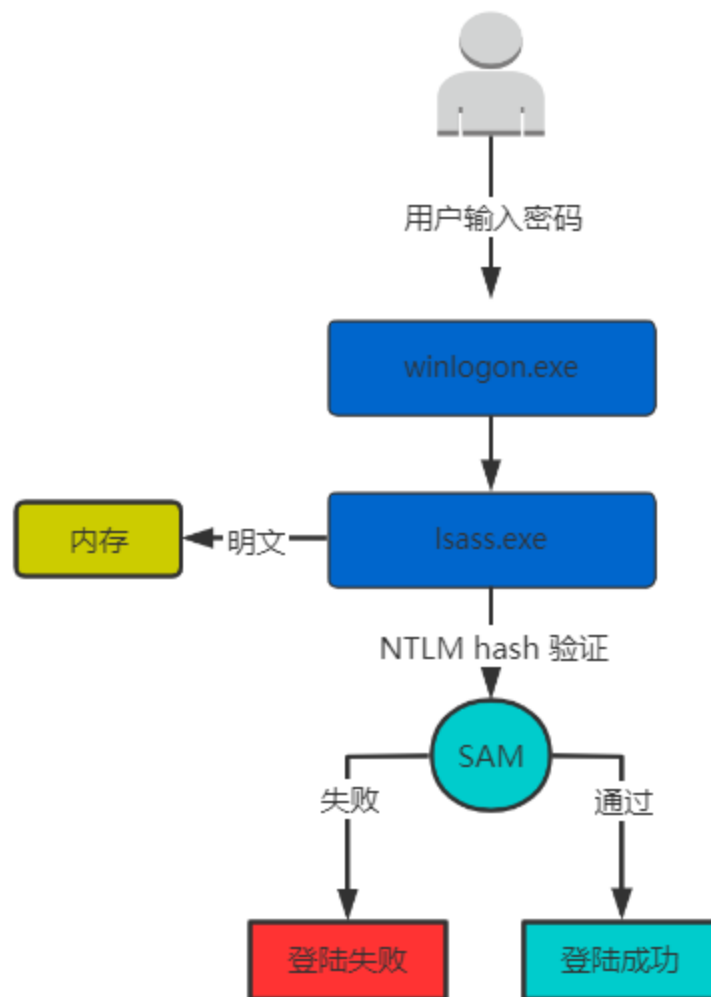 用户输入密码
winlogon.exe
内存
明文
lsass.exe
NTLM hash 验证
SAM
失败
通过
登陆失败
登陆成功